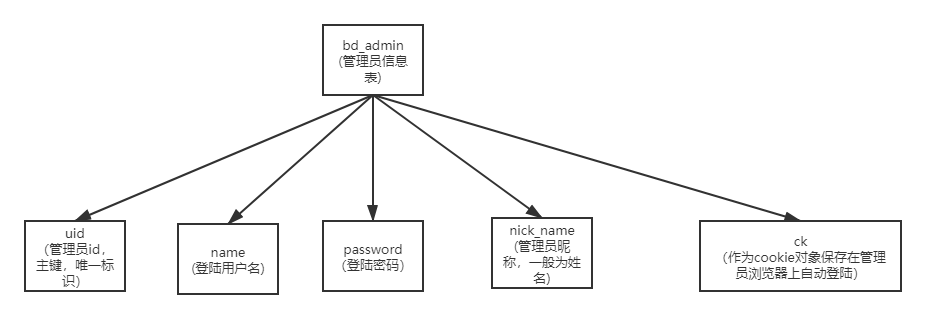 bd_admin
(管理员信息
表)
uid
(管理员id,
主键，唯一标
识)
name
(登陆用户名)
password
(登陆密码)
nick_name
(管理员昵
称，一般为姓
名)
ck
(作为cookie对象保存在管理
员浏览器上自动登陆)